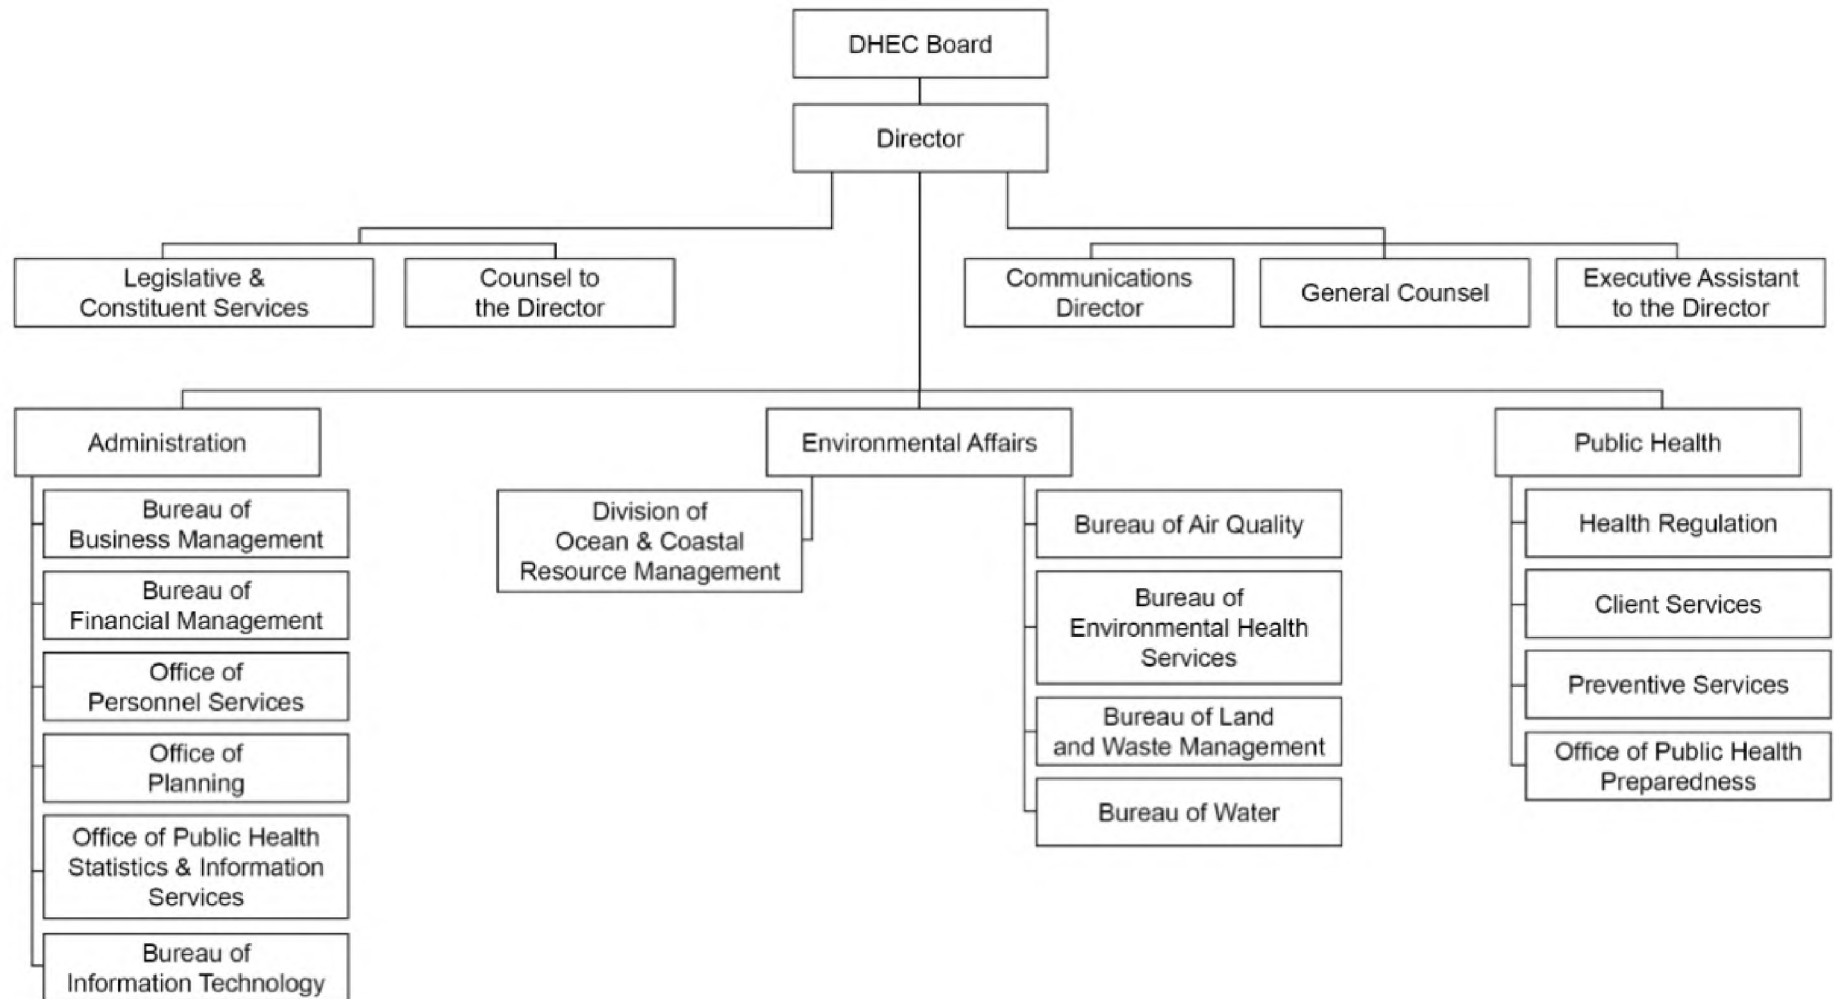 DHEC Board
Director
Legislative &
Constituent Services
Counsel to
the Director
Communications
Director
General Counsel
Executive Assistant
to the Director
Administration
Bureau of
Business Management
Bureau of
Financial Management
Office of
Personnel Services
Office of
Planning
Office of Public Health
Statistics & Information
Services
Bureau of
Information Technology
Environmental Affairs
Division of
Ocean & Coastal
Resource Management
Bureau of Air Quality
Bureau of
Environmental Health
Services
Bureau of Land
and Waste Management
Bureau of Water
Public Health
Health Regulation
Client Services
Preventive Services
Office of Public Health
Preparedness